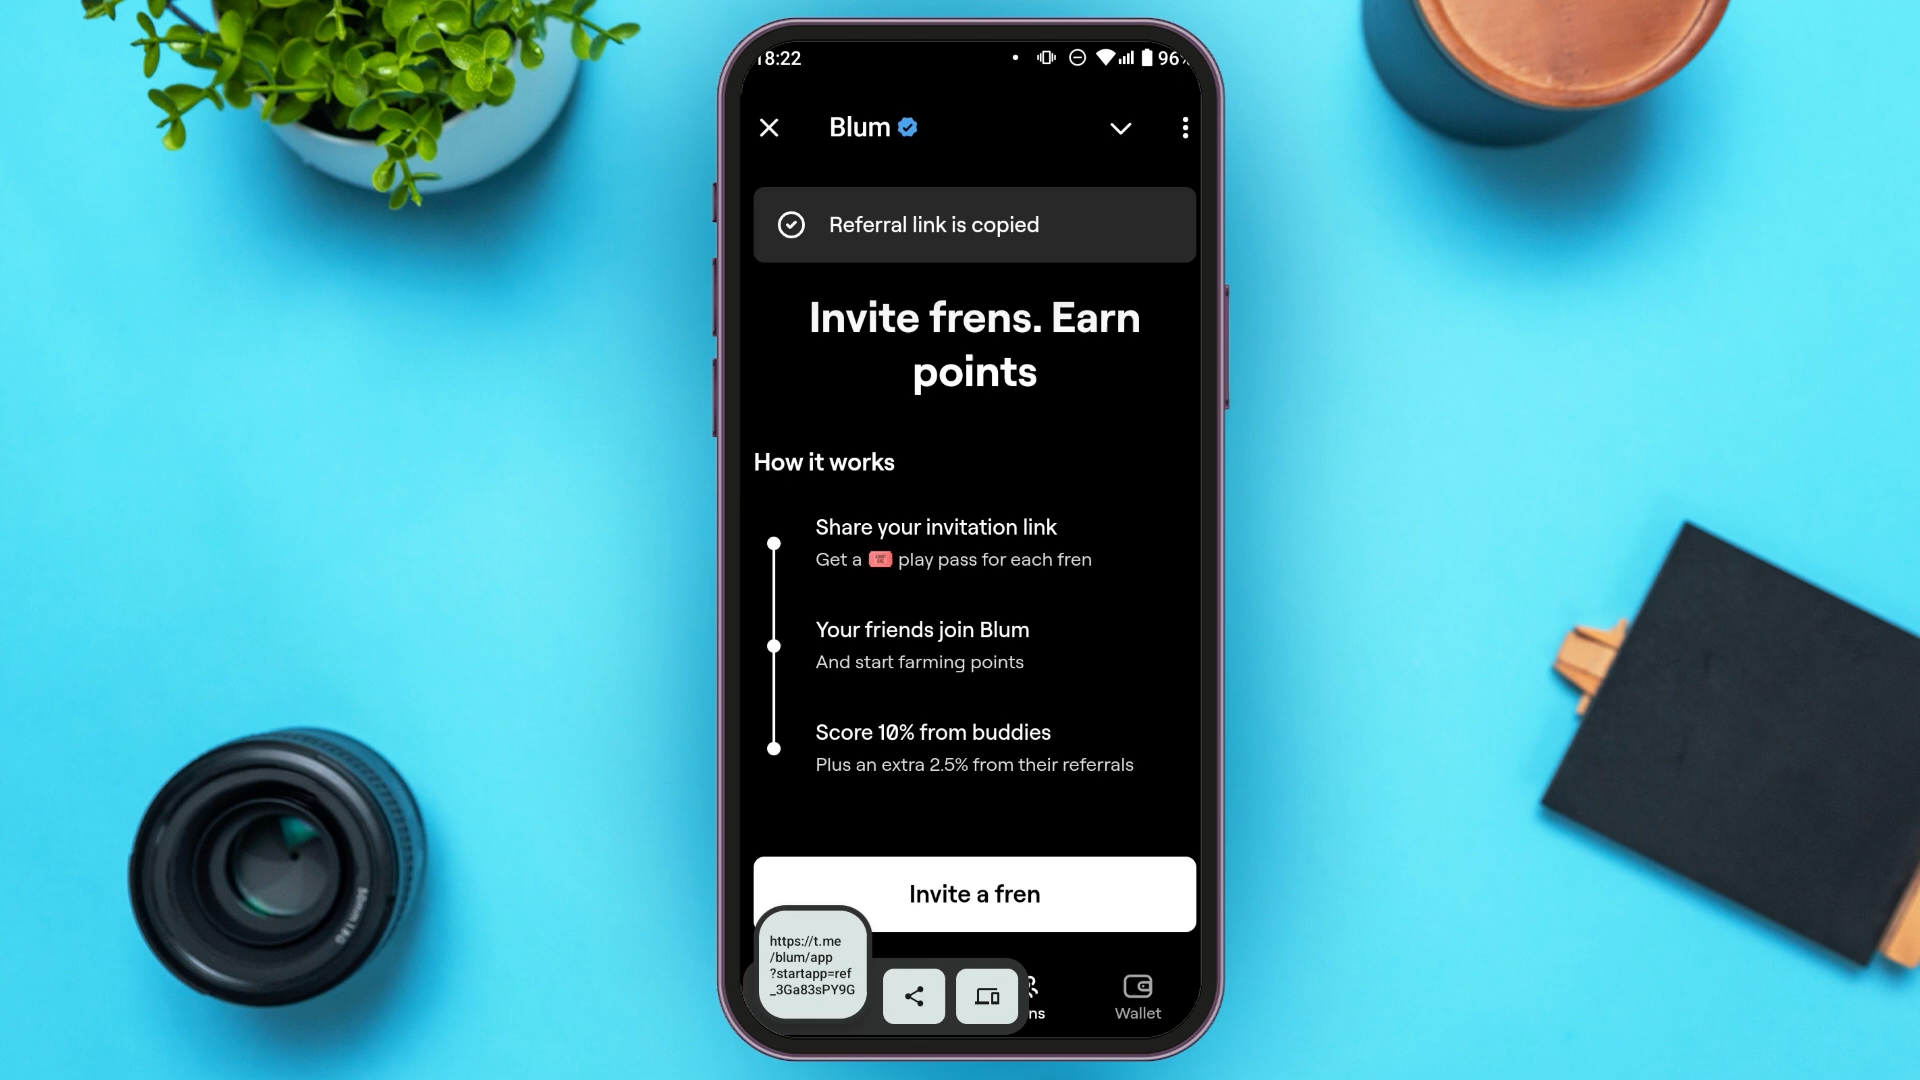 18:22
96
Blum
Referral link is copied
Invite frens. Earn
points
How it works
Share your invitation link
Get a play pass for each fren
Your friends join Blum
And start farming points
Score 10% from buddies
Plus an extra 2.5% from their referrals
Invite a fren
https://t.me
/blum/app
?startapp=ref
_3Ga83sPY9G
ns
Wallet